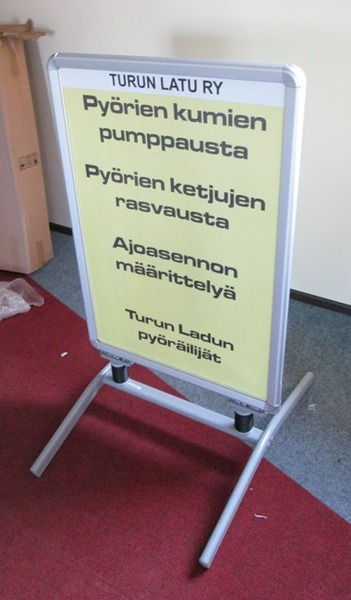 TURUN LATU RY
Pyörien kumien
pumppausta
Pyörien ketjujen
rasvausta
Ajoasennon
määrittelyä
Turun Ladun
pyöräilijät